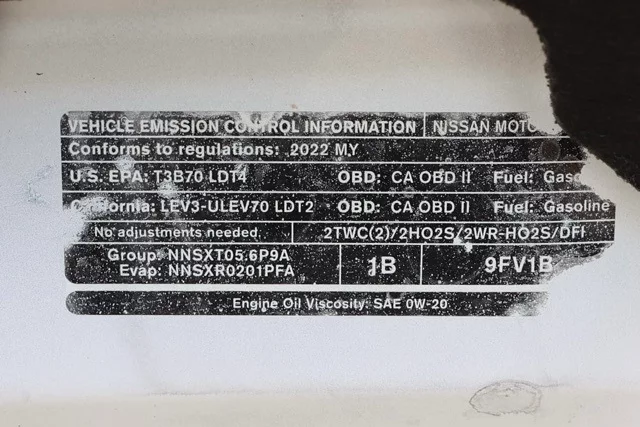 VEHICLE EMISSION CONTROL INFORMATION NISSAN
Conforms to regulations: 2022 MY
U.S. EPA: T3B70 LDT4 OBD: CA OBD II Fuel:
California: LEV3-ULEV70 LDT2 OBD: CA OBD II Fuel: Gasoline
No adjustments needed. 2TWC(2)/2HO2S/2WR-HO2S/DFI
Group: NNSXT05.6P9A
Evap: NNSXR0201PFA
1B 9FV1B
Engine Oil Viscosity: SAE 0W-20